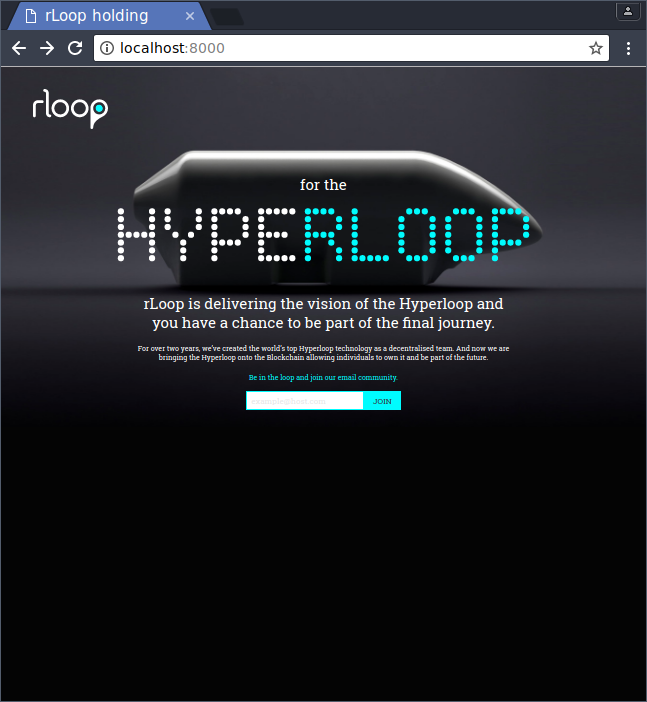 rLoop holding
localhost:8000
rloop
for the
HYPERLOOP
rLoop is delivering the vision of the Hyperloop and
you have a chance to be part of the final journey.
For over two years, we've created the world's top Hyperloop technology as a decentralised team. And now we are
bringing the Hyperloop onto the Blockchain allowing individuals to own it and be part of the future.
Be in the loop and join our email community.
example@host.com JOIN